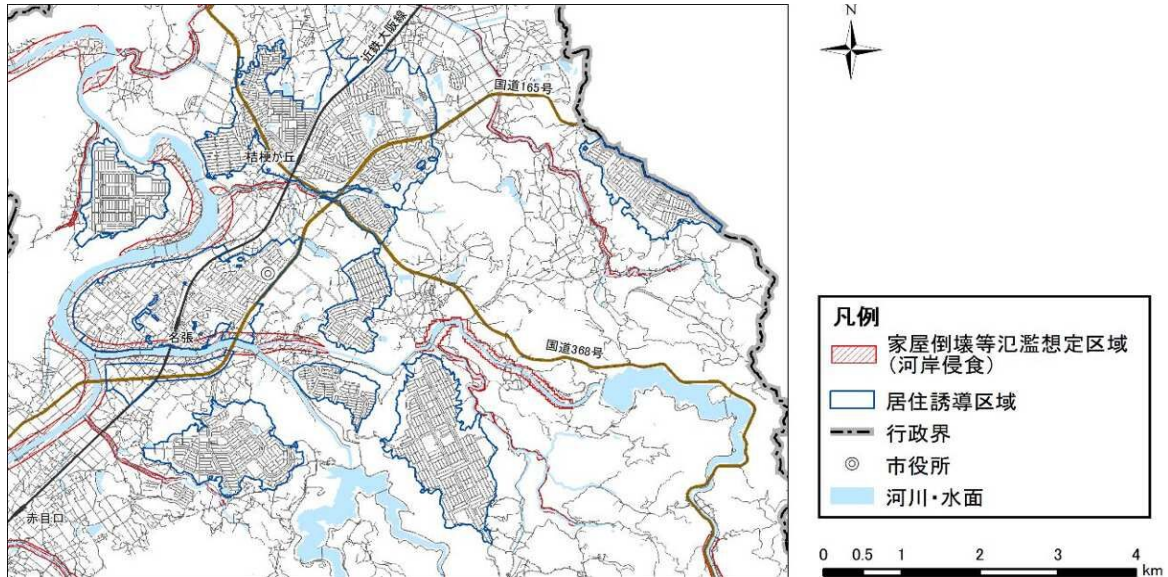 近鉄大阪線
国道165号
桔梗が丘
名張
国道368号
赤目口
N
凡例
家屋倒壊等氾濫想定区域
(河岸侵食)
居住誘導区域
行政界
市役所
河川・水面
0 0.5 1 2 3 4
km